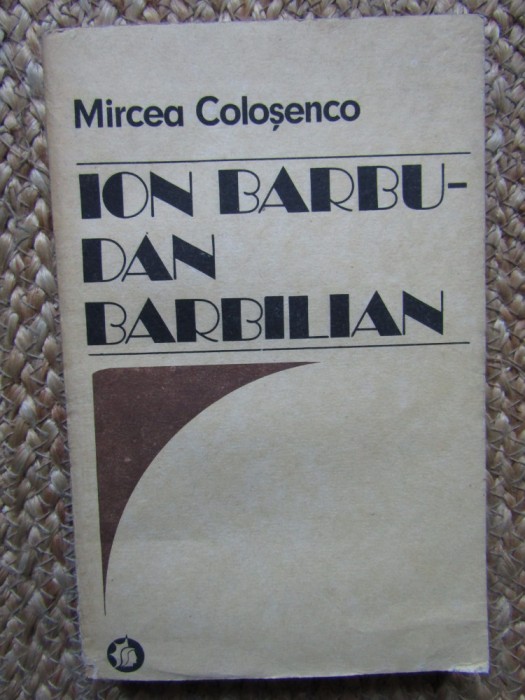 Mircea Coloșenco
ION BARBU-
DAN
BARBILIAN